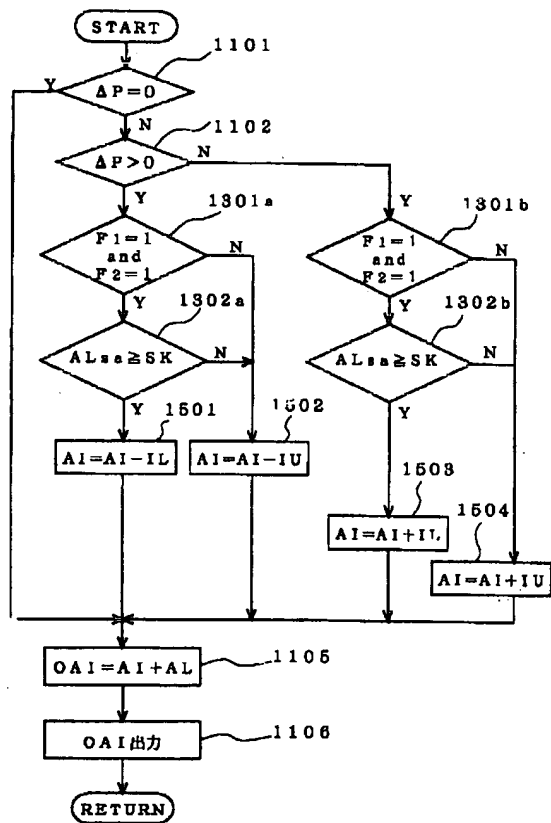 START
1101
Y
ΔP=0
N
1102
ΔP>0
N
Y
Y
1301a
1301b
F1=1
and
F2=1
N
F1=1
and
F2=1
N
Y
1302a
Y
1302b
ALsa≧SK
N
ALsa≧SK
N
Y
1501
1502
Y
AI=AI-IL
AI=AI-IU
1503
AI=AI+IL
1504
AI=AI+IU
OAI=AI+AL
1105
OAI出力
1106
RETURN